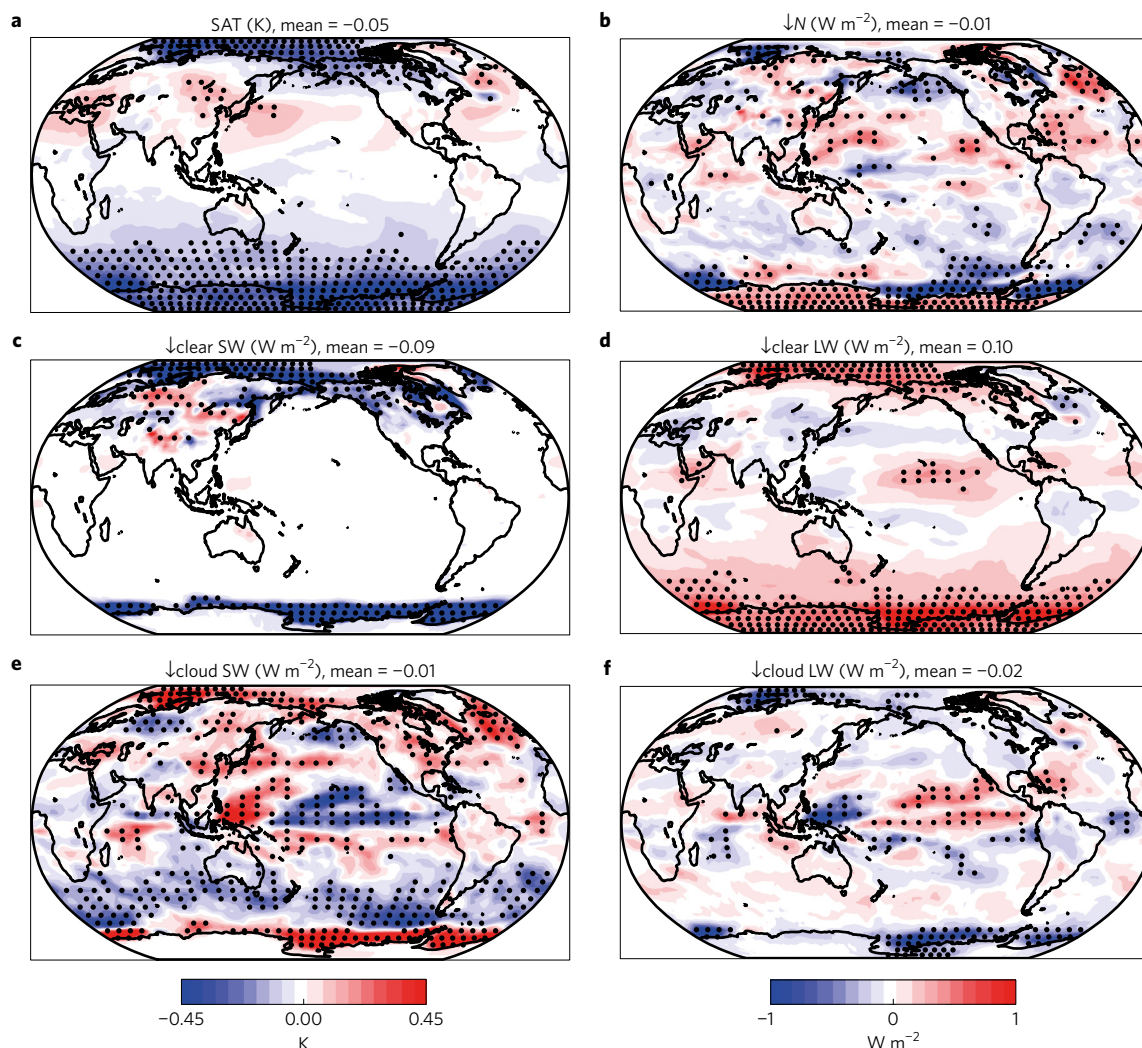 a
SAT (K), mean = −0.05
b
↓N (W m⁻²), mean = −0.01
c
↓clear SW (W m⁻²), mean = −0.09
d
↓clear LW (W m⁻²), mean = 0.10
e
↓cloud SW (W m⁻²), mean = −0.01
f
↓cloud LW (W m⁻²), mean = −0.02
−0.45 0.00 0.45
K
−1 0 1
W m⁻²